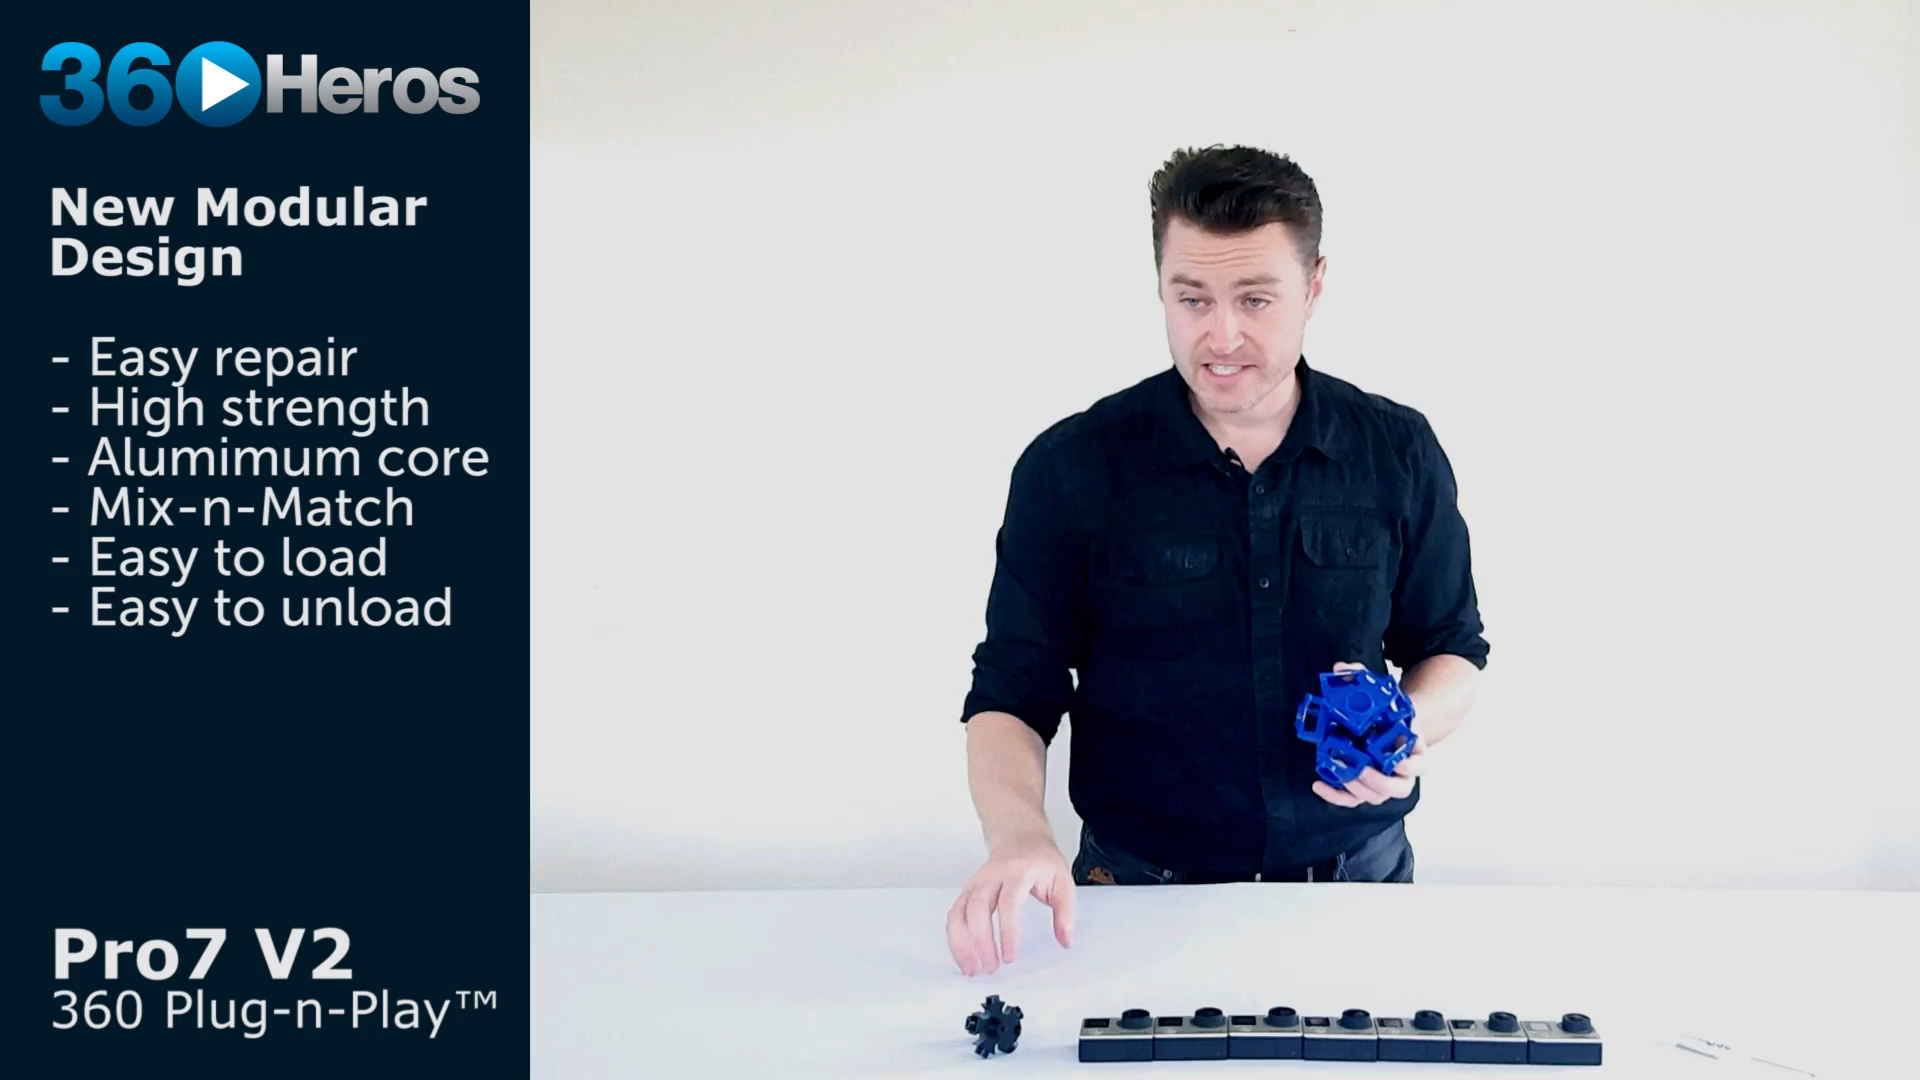 360Heros
New Modular
Design
- Easy repair
- High strength
- Alumimum core
- Mix-n-Match
- Easy to load
- Easy to unload
Pro7 V2
360 Plug-n-Play™